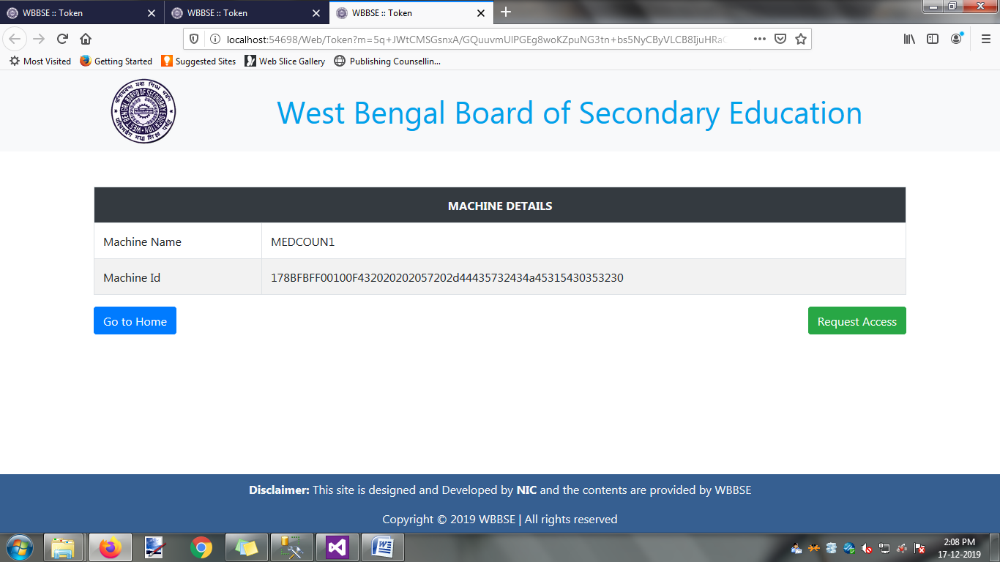 WBBSE :: Token
WBBSE :: Token
WBBSE :: Token
localhost:54698/Web/Token?m=5q+JWtCMSGsnxA/GQuuvmUlPGEg8woKZpuNG3tn+bs5NyCByVLCB8IjuHRa
Most Visited
Getting Started
Suggested Sites
Web Slice Gallery
Publishing Counsellin...
West Bengal Board of Secondary Education
MACHINE DETAILS
Machine Name MEDCOUN1
Machine Id 178BFBFF00100F432020202057202d44435732434a45315430353230
Go to Home
Request Access
Disclaimer: This site is designed and Developed by NIC and the contents are provided by WBBSE
Copyright © 2019 WBBSE | All rights reserved
2:08 PM
17-12-2019